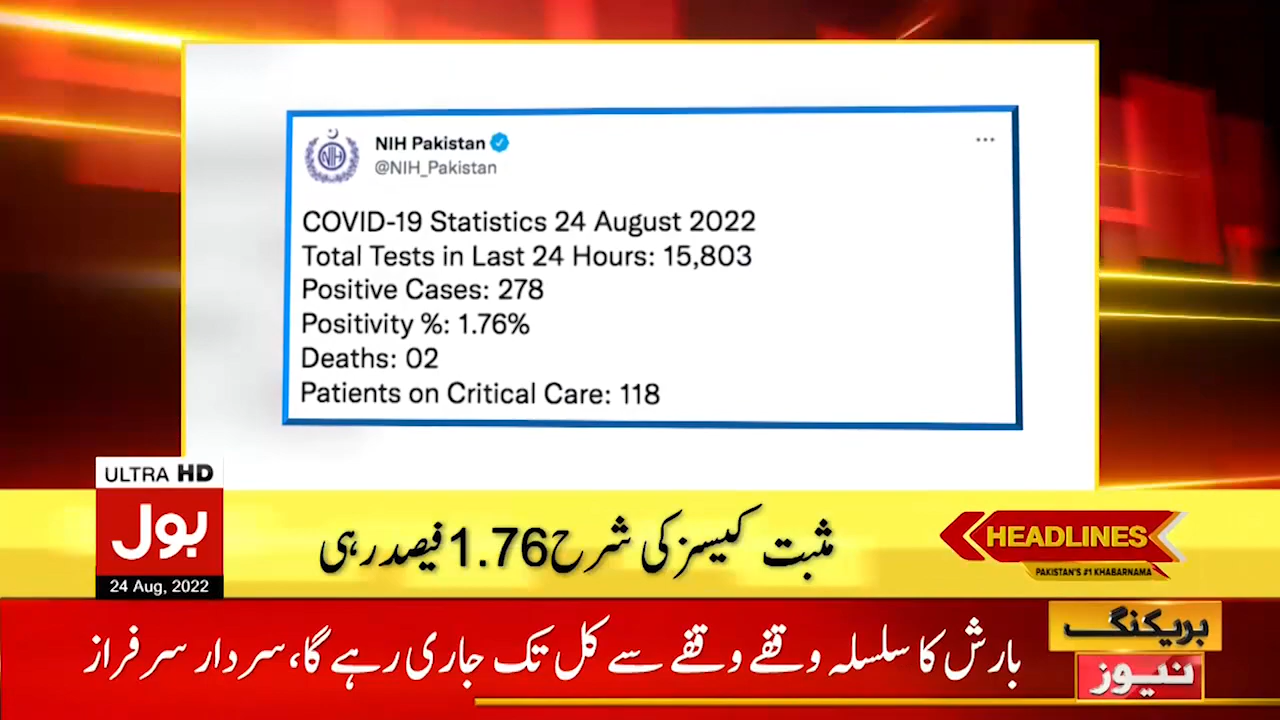 NIH Pakistan
@NIH_Pakistan
COVID-19 Statistics 24 August 2022
Total Tests in Last 24 Hours: 15,803
Positive Cases: 278
Positivity %: 1.76%
Deaths: 02
Patients on Critical Care: 118
ULTRA HD
بول
24 Aug, 2022
مثبت کیسز کی شرح 1.76 فیصد رہی
HEADLINES
PAKISTAN'S #1 KHABARNAMA
بریکنگ
نیوز
بارش کا سلسلہ وقفے وقفے سے کل تک جاری رہے گا، سردار سرفراز